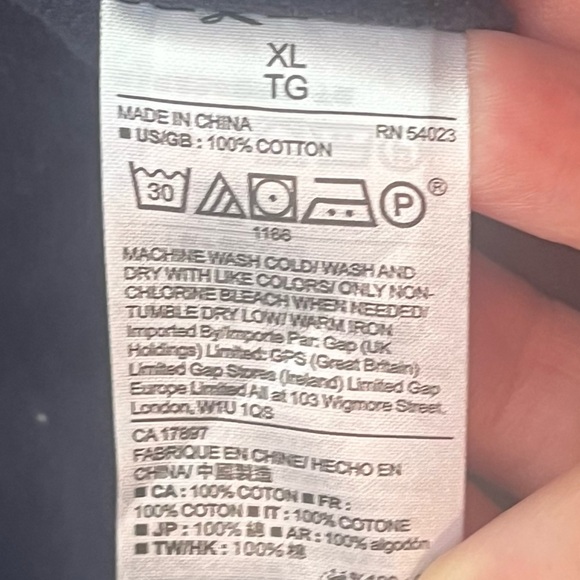 XL
TG
MADE IN CHINA
RN 54023
■ US/GB : 100% COTTON
30
P ®
1166
MACHINE WASH COLD/ WASH AND
DRY WITH LIKE COLORS/ ONLY NON-
CHLORINE BLEACH WHEN NEEDED/
TUMBLE DRY LOW/ WARM IRON
Imported By/Importe Par: Gap (UK
Holdings) Limited: GPS (Great Britain)
Limited Gap Stores (Ireland) Limited Gap
Europe Limited All at 103 Wigmore Street.
London, W1U 1QS
CA 17897
FABRIQUE EN CHINE/ HECHO EN
CHINA/ 中國製造
■ CA : 100% COTON ■ FR :
100% COTON ■ IT : 100% COTONE
■ JP : 100% 綿 ■ AR : 100% algodón
■ TW/HK : 100% 棉